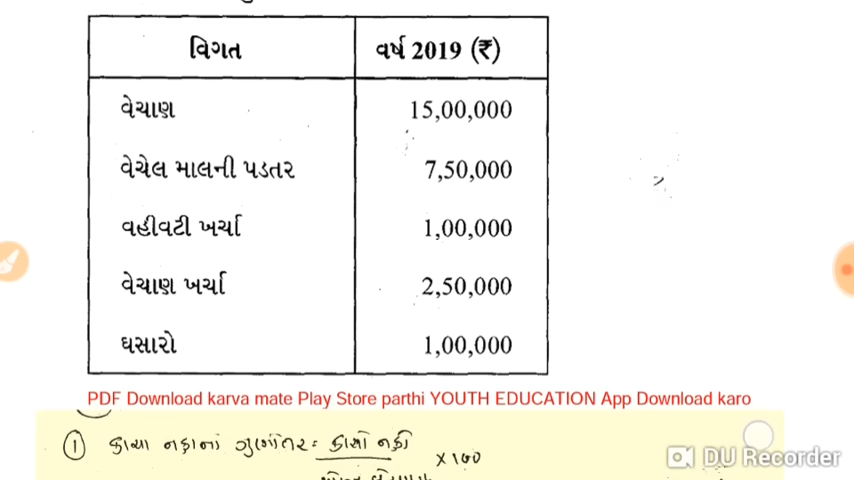 વિગત વર્ષ 2019 (₹)
વેચાણ 15,00,000
વેચેલ માલની પડતર 7,50,000
વહીવટી ખર્ચા 1,00,000
વેચાણ ખર્ચા 2,50,000
ઘસારો 1,00,000
PDF Download karva mate Play Store parthi YOUTH EDUCATION App Download karo
① કાચા નફાનો ગુણોત્તર = કાચો નફો
× 100
DU Recorder